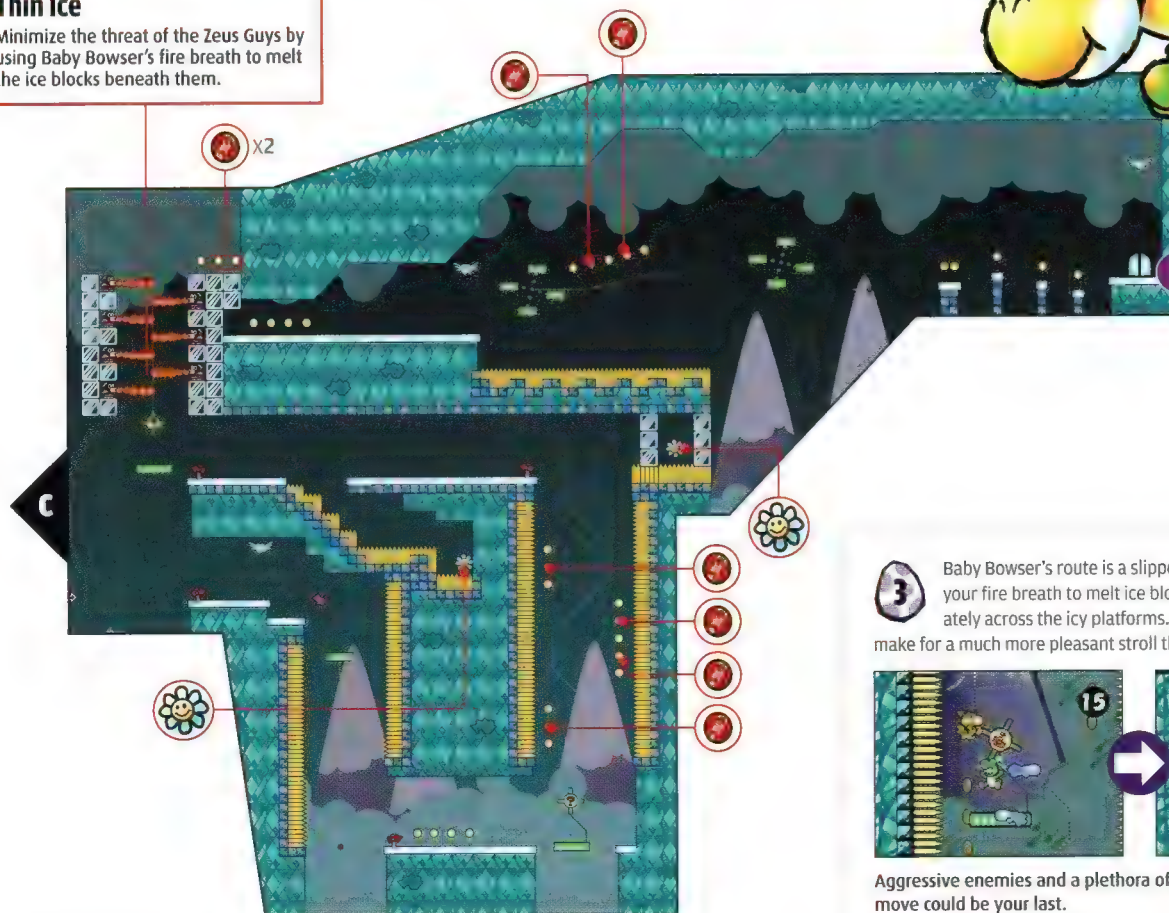 Thin Ice
Minimize the threat of the Zeus Guys by
using Baby Bowser's fire breath to melt
the ice blocks beneath them.
X2
C
3
Baby Bowser's route is a
your fire breath to melt ice
ately across the icy platforms.
make for a much more pleasant stroll
15
Aggressive enemies and a plethora of
move could be your last.